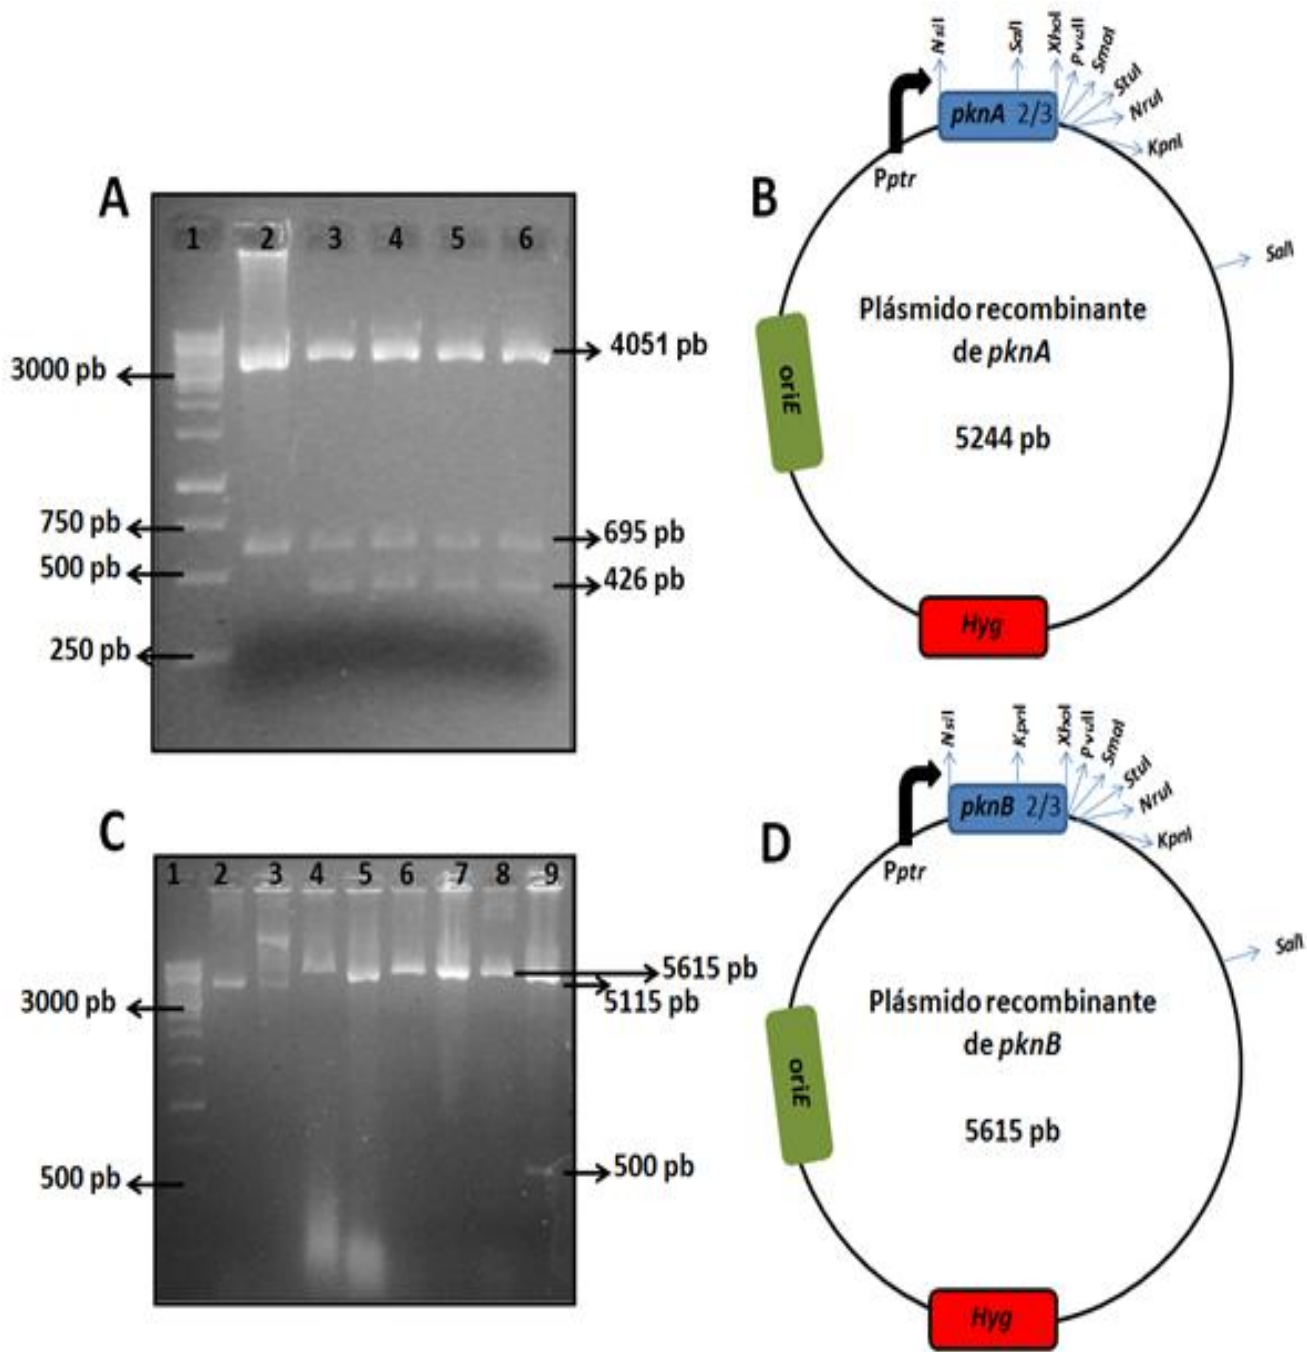 A
1 2 3 4 5 6
3000 pb
750 pb
500 pb
250 pb
4051 pb
695 pb
426 pb
B
NsiI
SalI
XhoI
PvuII
SmaI
StuI
NruI
KpnI
SalI
pknA 2/3
Pptr
oriE
Plásmido recombinante
de pknA
5244 pb
Hyg
C
1 2 3 4 5 6 7 8 9
3000 pb
500 pb
5615 pb
5115 pb
500 pb
D
NsiI
KpnI
XhoI
PvuII
SmaI
StuI
NruI
KpnI
SalI
pknB 2/3
Pptr
oriE
Plásmido recombinante
de pknB
5615 pb
Hyg